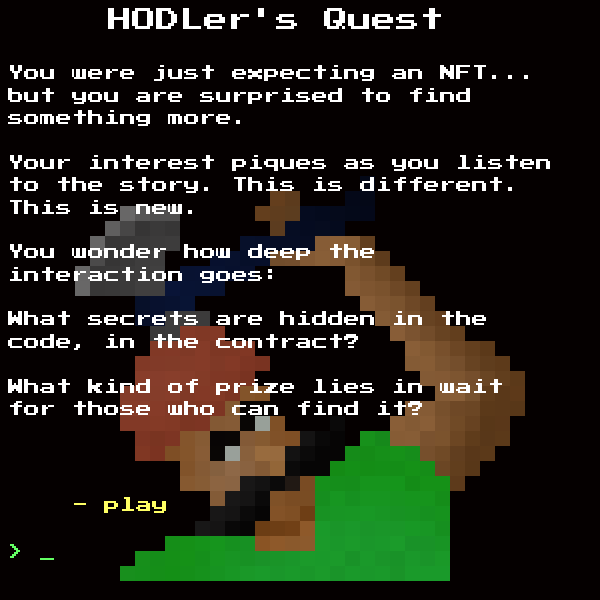 HODLer's Quest
You were just expecting an NFT...
but you are surprised to find
something more.
Your interest piques as you listen
to the story. This is different.
This is new.
You wonder how deep the
interaction goes:
What secrets are hidden in the
code, in the contract?
What kind of prize lies in wait
for those who can find it?
- play
> _